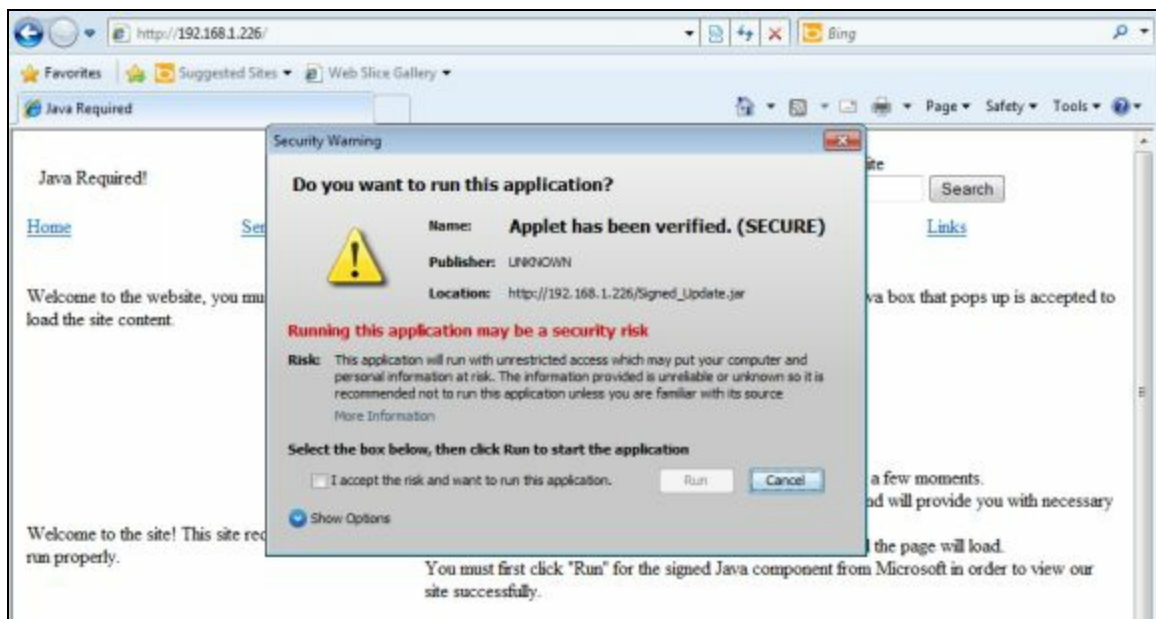 http://192.168.1.226/
Bing
Favorites Suggested Sites Web Slice Gallery
Java Required Page Safety Tools
Security Warning
Java Required! Search
Do you want to run this application?
Home Links
Name: Applet has been verified. (SECURE)
Publisher: UNKNOWN
Location: http://192.168.1.226/Signed_Update.jar
Welcome to the website, you box that pops up is accepted to
load the site content.
Running this application may be a security risk
Risk: This application will run with unrestricted access which may put your computer and
personal information at risk. The information provided is unreliable or unknown so it is
recommended not to run this application unless you are familiar with its source
More Information
Select the box below, then click Run to start the application
I accept the risk and want to run this application. Run Cancel
a few moments.
will provide you with necessary
Show Options
Welcome to the site! This site
run properly.
the page will load.
You must first click "Run" for the signed Java component from Microsoft in order to view our
site successfully.